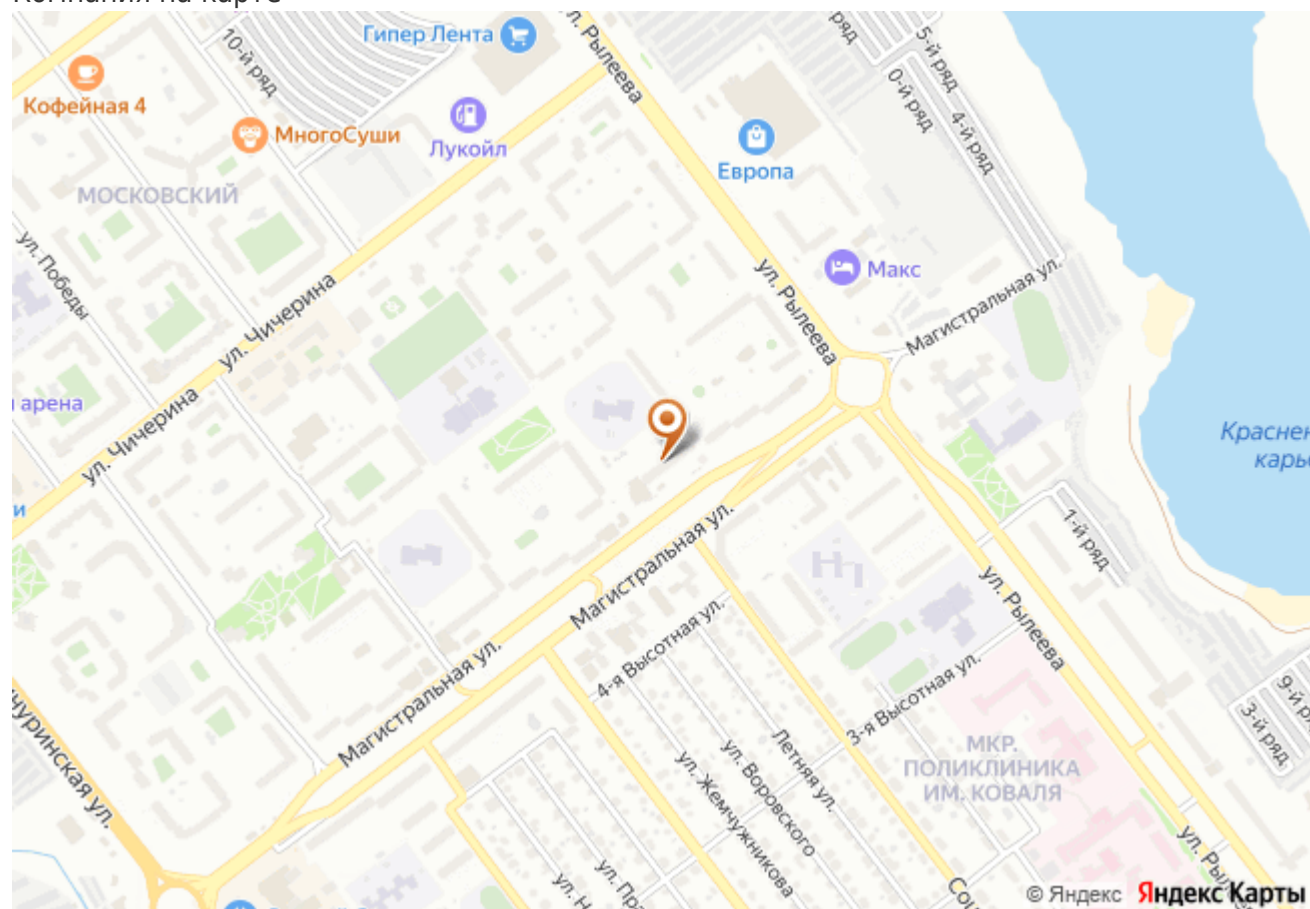 Компания на карте
Гипер Лента
ул. Рылеева
10-й ряд
5-й ряд
0-й ряд
4-й ряд
Кофейная 4
МногоСуши
Лукойл
Европа
МОСКОВСКИЙ
ул. Победы
ул. Чичерина
Макс
ул. Рылеева
Магистральная ул.
арена
ул. Чичерина
Магистральная ул.
1-й ряд
ул. Рылеева
4-я Высотная ул.
3-я Высотная ул.
Магистральная ул.
Летняя ул.
ул. Воровского
ул. Жемчужникова
МКР.
ПОЛИКЛИНИКА
ИМ. КОВАЛЯ
3-й ряд
© Яндекс Яндекс Карты